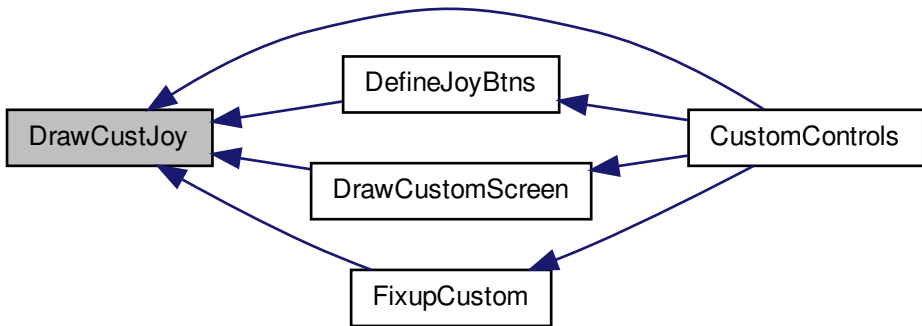 DrawCustJoy
DefineJoyBtns
DrawCustomScreen
FixupCustom
CustomControls